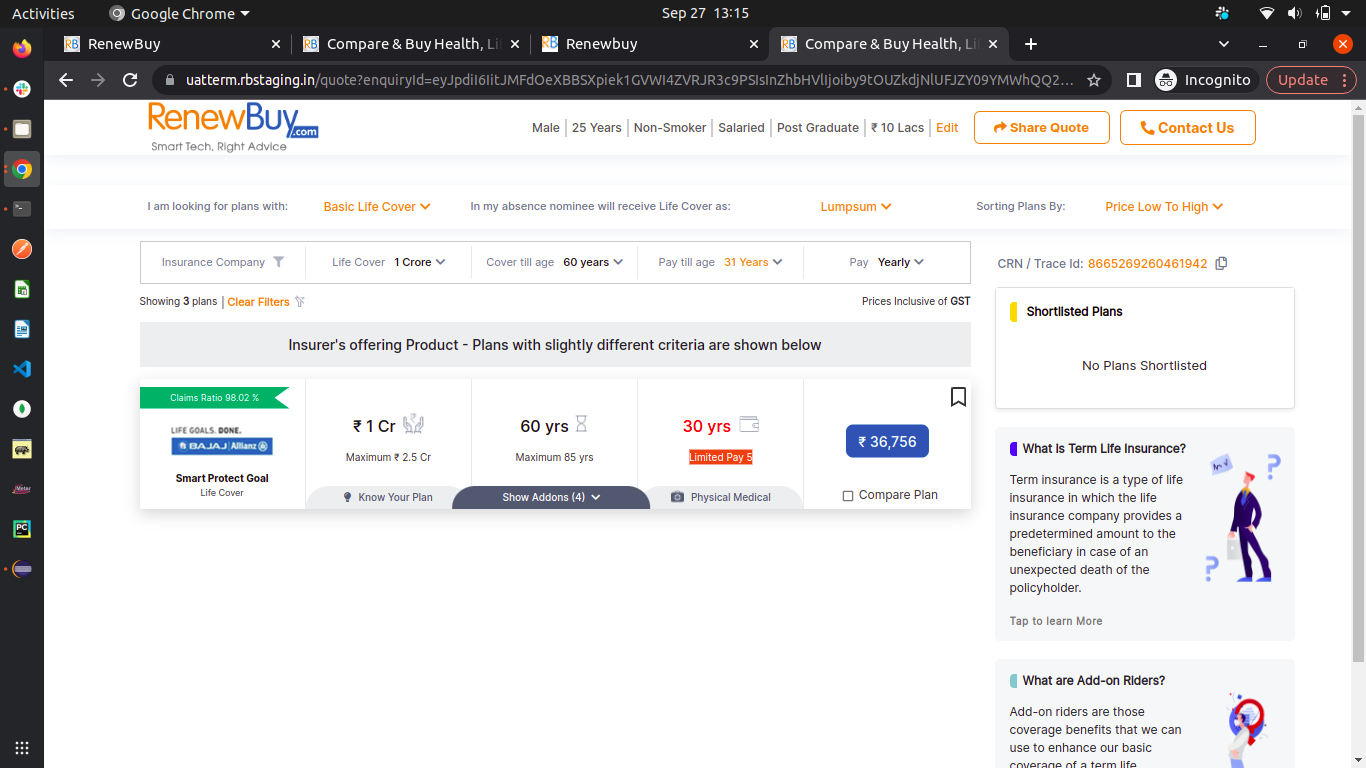 Activities
Google Chrome
Sep 27 13:15
RenewBuy
Compare & Buy Health, Li
Renewbuy
Compare & Buy Health, Li
Incognito
Update
RenewBuy.com
Smart Tech, Right Advice
Male
25 Years
Non-Smoker
Salaried
Post Graduate
₹ 10 Lacs
Edit
Share Quote
Contact Us
I am looking for plans with:
Basic Life Cover
In my absence nominee will receive Life Cover as:
Lumpsum
Sorting Plans By:
Price Low To High
Insurance Company
Life Cover 1 Crore
Cover till age 60 years
Pay till age 31 Years
Pay Yearly
CRN / Trace Id: 8665269260461942
Showing 3 plans | Clear Filters
Prices Inclusive of GST
Shortlisted Plans
No Plans Shortlisted
Insurer's offering Product - Plans with slightly different criteria are shown below
Claims Ratio 98.02 %
LIFE GOALS. DONE.
BAJAJ Allianz
Smart Protect Goal
Life Cover
₹ 1 Cr
Maximum ₹ 2.5 Cr
60 yrs
Maximum 85 yrs
30 yrs
Limited Pay 5
₹ 36,756
Know Your Plan
Show Addons (4)
Physical Medical
Compare Plan
What Is Term Life Insurance?
Term insurance is a type of life
insurance in which the life
insurance company provides a
predetermined amount to the
beneficiary in case of an
unexpected death of the
policyholder.
Tap to learn More
What are Add-on Riders?
Add-on riders are those
coverage benefits that we can
use to enhance our basic
coverage of a term life